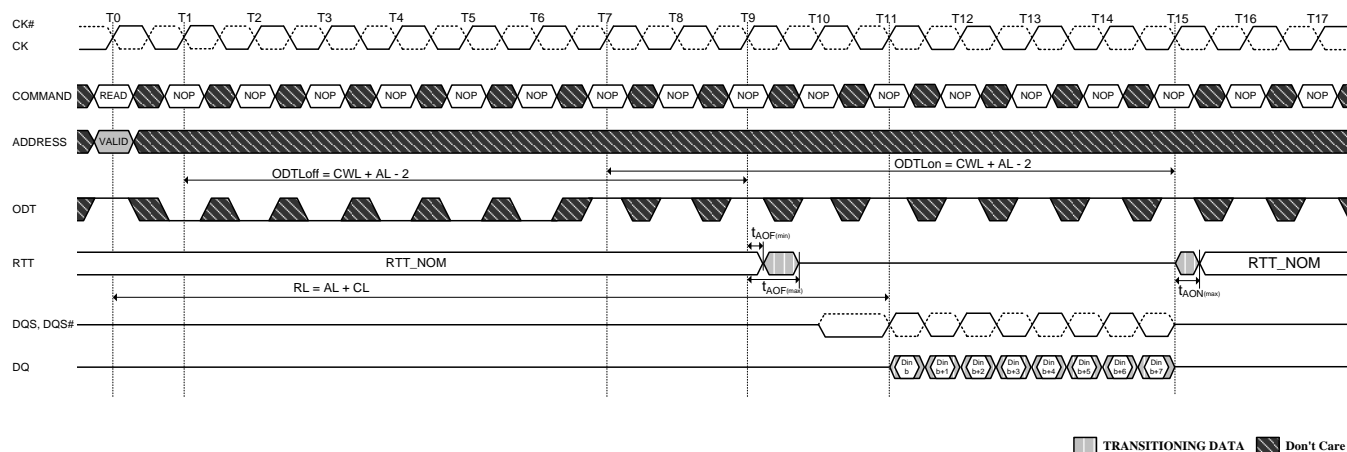 T0 T1 T2 T3 T4 T5 T6 T7 T8 T9 T10 T11 T12 T13 T14 T15 T16 T17
CK#
CK
COMMAND READ NOP NOP NOP NOP NOP NOP NOP NOP NOP NOP NOP NOP NOP NOP NOP NOP NOP
ADDRESS VALID
ODTLoff = CWL + AL - 2
ODTLon = CWL + AL - 2
ODT
tAOF(min)
RTT RTT_NOM RTT_NOM
tAOF(max)
tAON(max)
RL = AL + CL
DQS, DQS#
DQ
Din b
Din b+1
Din b+2
Din b+3
Din b+4
Din b+5
Din b+6
Din b+7
TRANSITIONING DATA
Don't Care